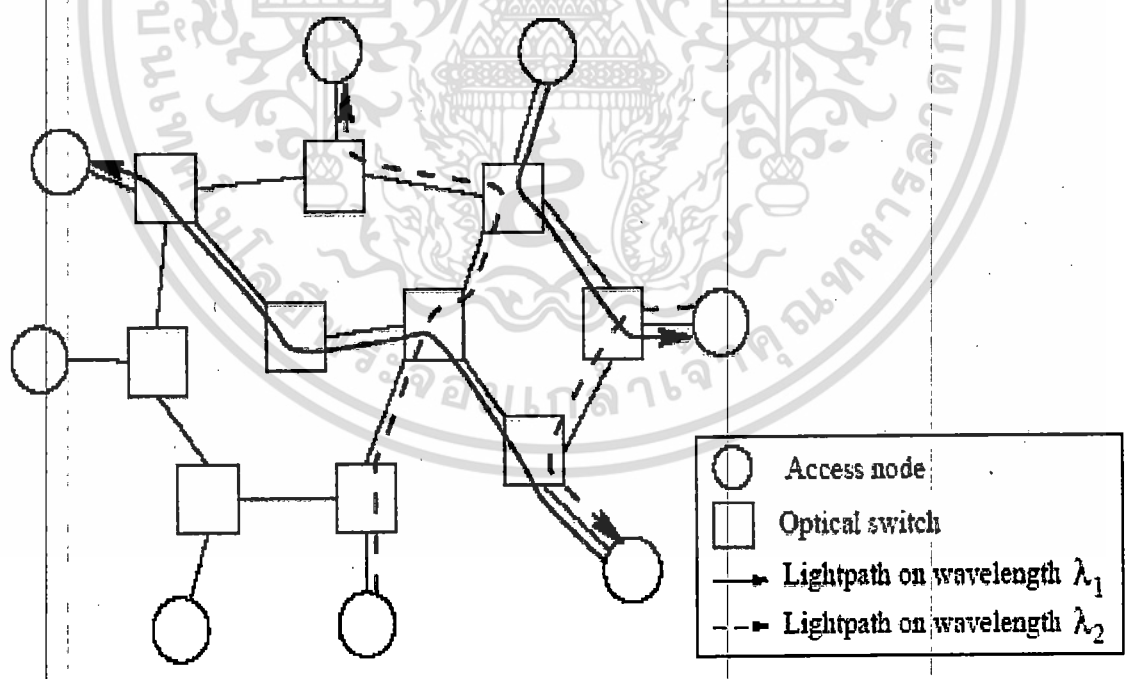 Access node
Optical switch
Lightpath on wavelength λ1
Lightpath on wavelength λ2